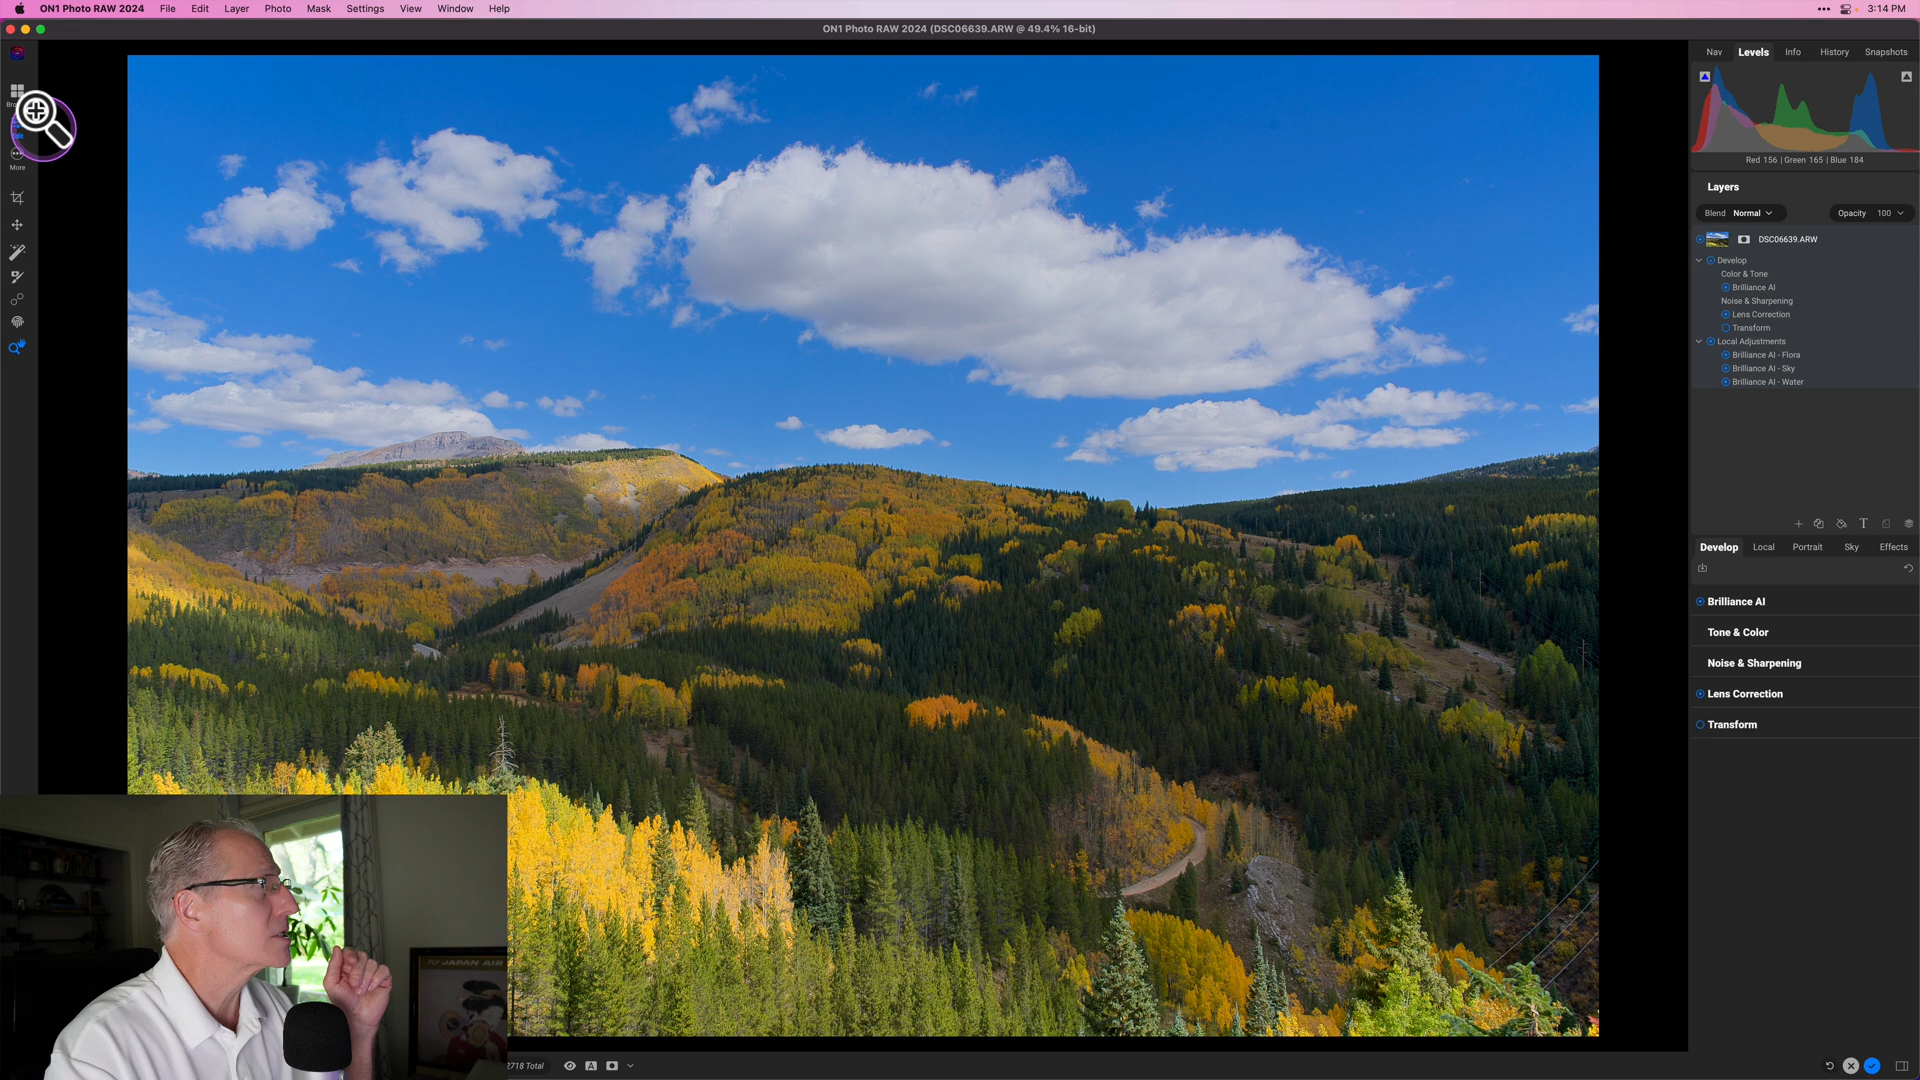 ON1 Photo RAW 2024 File Edit Layer Photo Mask Settings View Window Help 3:14 PM
ON1 Photo RAW 2024 (DSC06639.ARW @ 49.4% 16-bit)
Nav Levels Info History Snapshots
Red 156 | Green 165 | Blue 184
More
Layers
Blend Normal Opacity 100
DSC06639.ARW
Develop
Color & Tone
Brilliance AI
Noise & Sharpening
Lens Correction
Transform
Local Adjustments
Brilliance AI - Flora
Brilliance AI - Sky
Brilliance AI - Water
T
Develop Local Portrait Sky Effects
Brilliance AI
Tone & Color
Noise & Sharpening
Lens Correction
Transform
JAPAN AIR
2718 Total
A